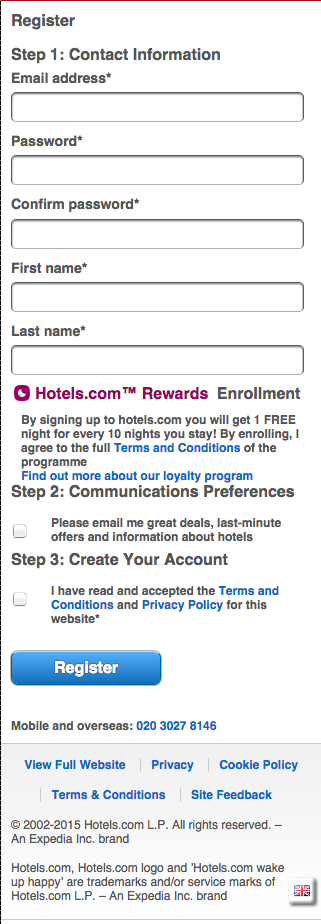 Register
Step 1: Contact Information
Email address*
Password*
Confirm password*
First name*
Last name*
Hotels.com™ Rewards Enrollment
By signing up to hotels.com you will get 1 FREE
night for every 10 nights you stay! By enrolling, I
agree to the full Terms and Conditions of the
programme
Find out more about our loyalty program
Step 2: Communications Preferences
Please email me great deals, last-minute
offers and information about hotels
Step 3: Create Your Account
I have read and accepted the Terms and
Conditions and Privacy Policy for this
website*
Register
Mobile and overseas: 020 3027 8146
View Full Website Privacy Cookie Policy
Terms & Conditions Site Feedback
© 2002-2015 Hotels.com L.P. All rights reserved. –
An Expedia Inc. brand
Hotels.com, Hotels.com logo and 'Hotels.com wake
up happy' are trademarks and/or service marks of
Hotels.com L.P. – An Expedia Inc. brand